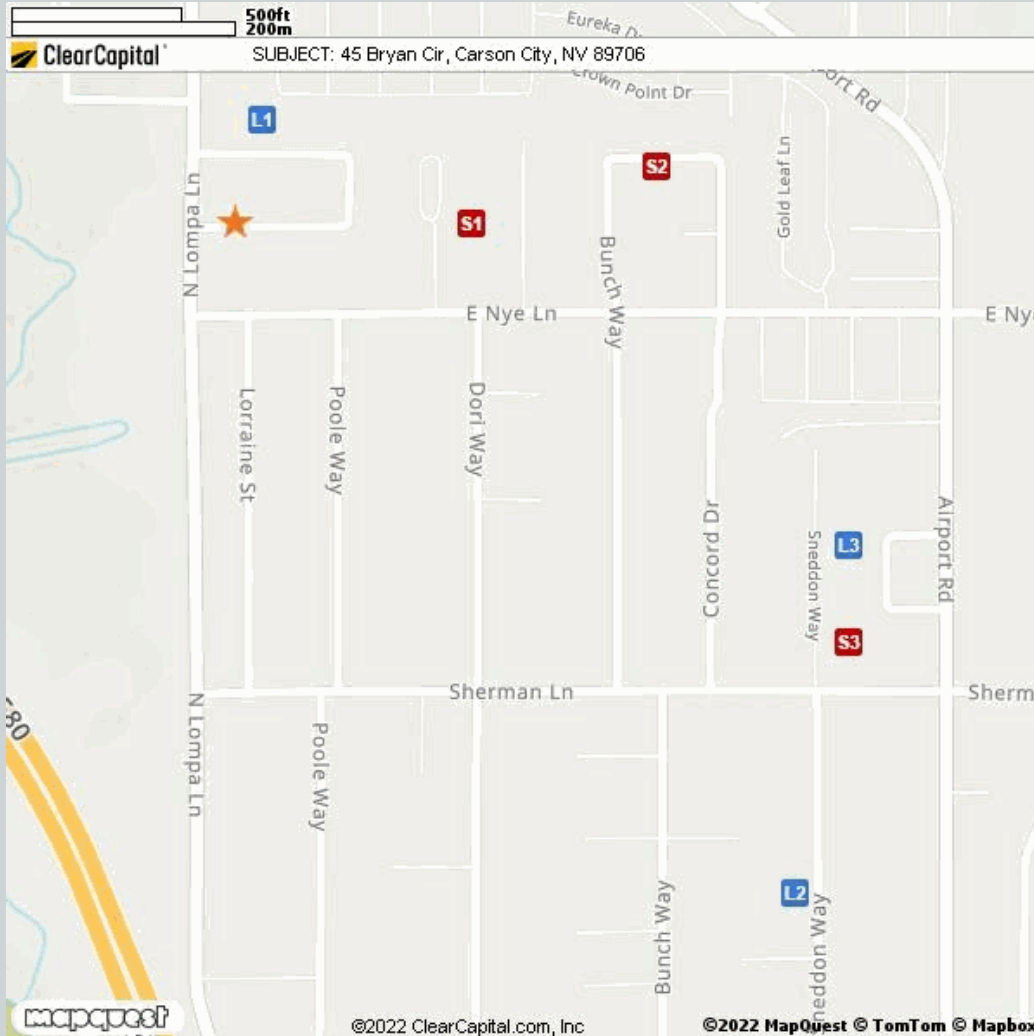 500ft
200m
ClearCapital
SUBJECT: 45 Bryan Cir, Carson City, NV 89706
Eureka
Crown Point Dr
Rd
L1
S2
Gold Leaf Ln
N Lompa Ln
S1
Bunch Way
E Nye Ln
E
Lorraine St
Poole Way
Dori Way
Concord Dr
Sneddon Way
L3
Airport Rd
S3
Sherman Ln
80
N Lompa Ln
Poole Way
L2
Bunch Way
Way
mapquest
©2022 ClearCapital.com, Inc
©2022 MapQuest © TomTom © Mapbox